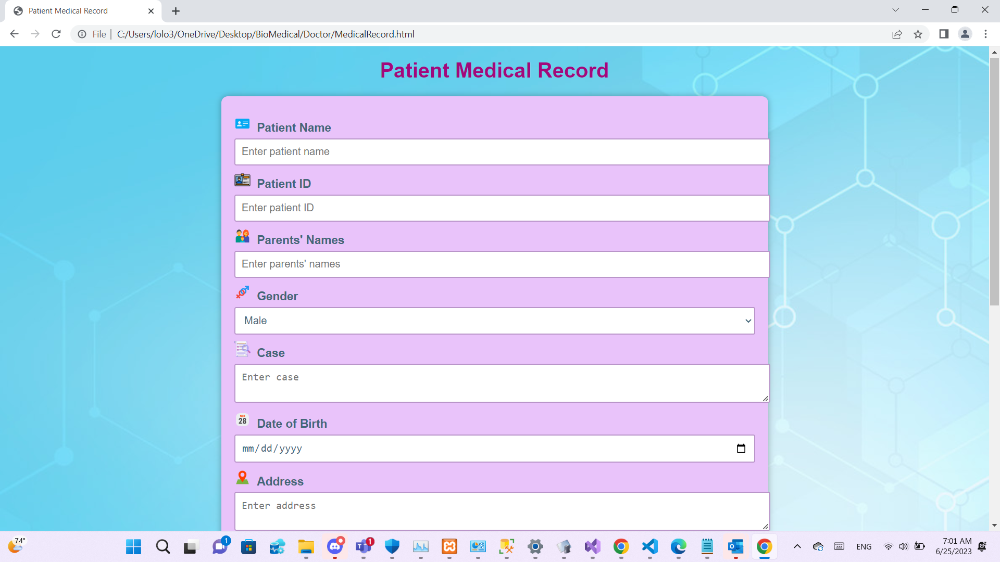 Patient Medical Record
File
C:/Users/lolo3/OneDrive/Desktop/BioMedical/Doctor/MedicalRecord.html
Patient Medical Record
Patient Name
Enter patient name
Patient ID
Enter patient ID
Parents' Names
Enter parents' names
Gender
Male
Case
Enter case
WED
28
Date of Birth
mm/dd/yyyy
Address
Enter address
74°
1
1
ENG
7:01 AM
6/25/2023